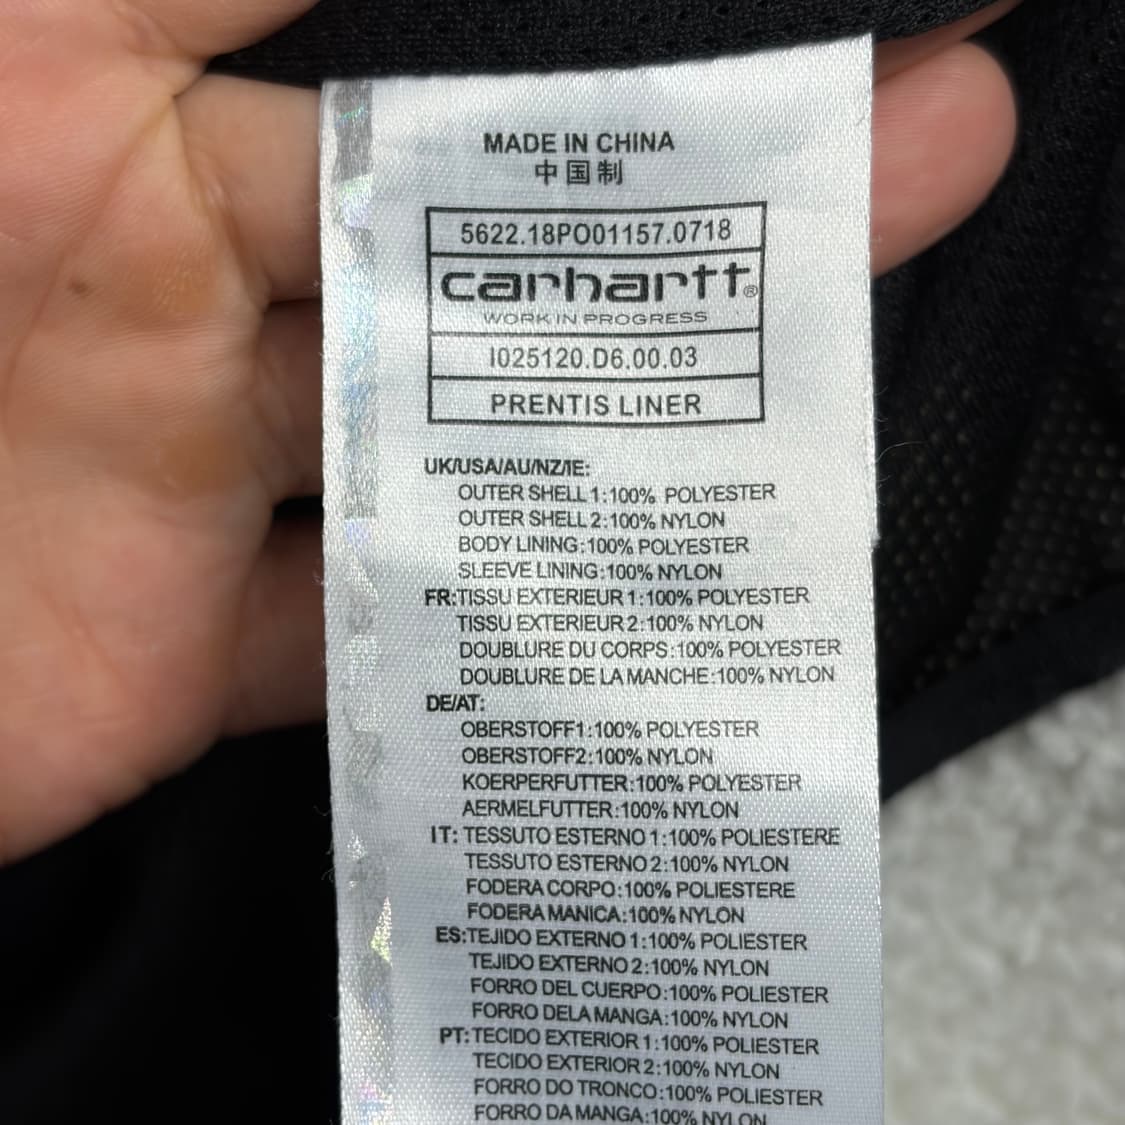 MADE IN CHINA
中国制
5622.18PO01157.0718
carhartt®
WORK IN PROGRESS
I025120.D6.00.03
PRENTIS LINER
UK/USA/AU/NZ/IE:
OUTER SHELL 1:100% POLYESTER
OUTER SHELL 2:100% NYLON
BODY LINING:100% POLYESTER
SLEEVE LINING:100% NYLON
FR:TISSU EXTERIEUR 1:100% POLYESTER
TISSU EXTERIEUR 2:100% NYLON
DOUBLURE DU CORPS:100% POLYESTER
DOUBLURE DE LA MANCHE:100% NYLON
DE/AT:
OBERSTOFF1:100% POLYESTER
OBERSTOFF2:100% NYLON
KOERPERFUTTER:100% POLYESTER
AERMELFUTTER:100% NYLON
IT: TESSUTO ESTERNO 1:100% POLIESTERE
TESSUTO ESTERNO 2:100% NYLON
FODERA CORPO:100% POLIESTERE
FODERA MANICA:100% NYLON
ES:TEJIDO EXTERNO 1:100% POLIESTER
TEJIDO EXTERNO 2:100% NYLON
FORRO DEL CUERPO:100% POLIESTER
FORRO DELA MANGA:100% NYLON
PT:TECIDO EXTERIOR 1:100% POLIESTER
TECIDO EXTERIOR 2:100% NYLON
FORRO DO TRONCO:100% POLIESTER
FORRO DA MANGA:100% NYLON